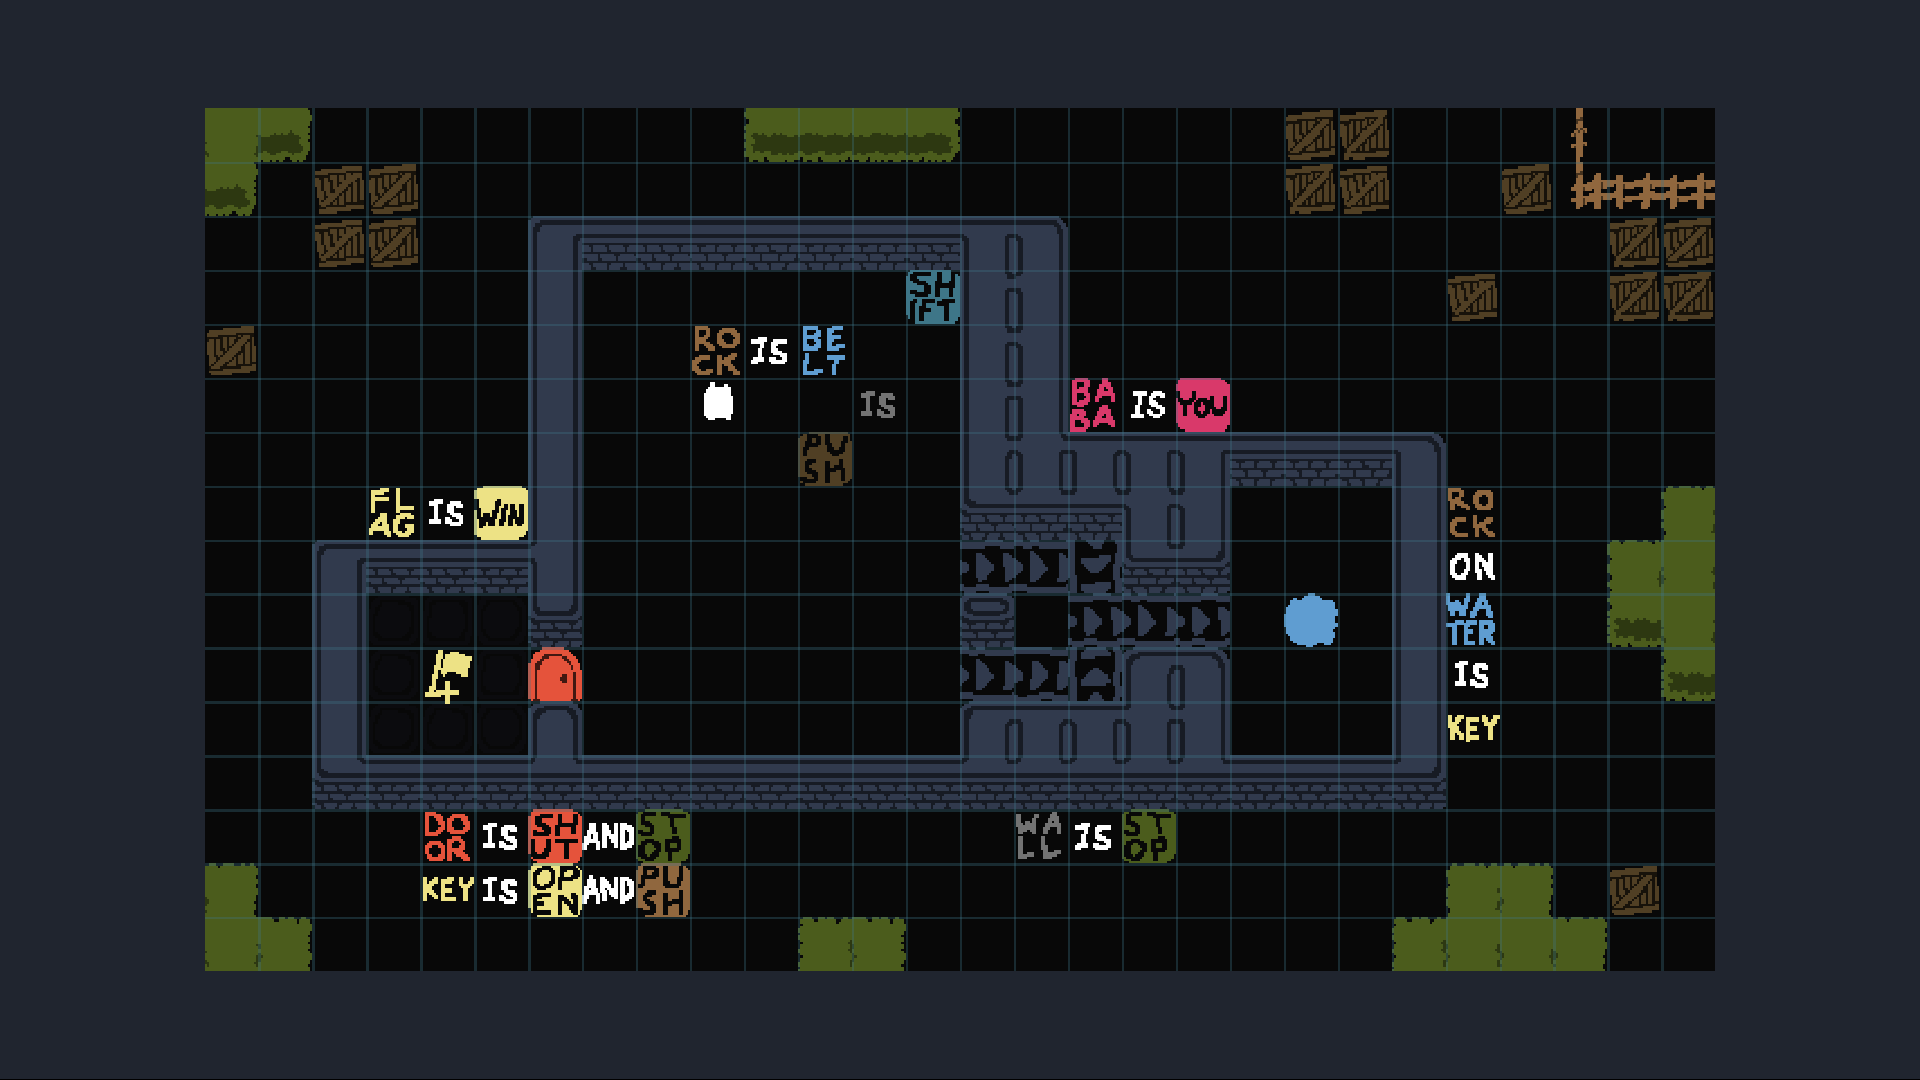 SHIFT
ROCK IS BELT
IS
BABA IS YOU
PUSH
FLAG IS WIN
ROCK
ON
WATER
IS
KEY
DOOR IS SHUT AND STOP
WALL IS STOP
KEY IS OPEN AND PUSH